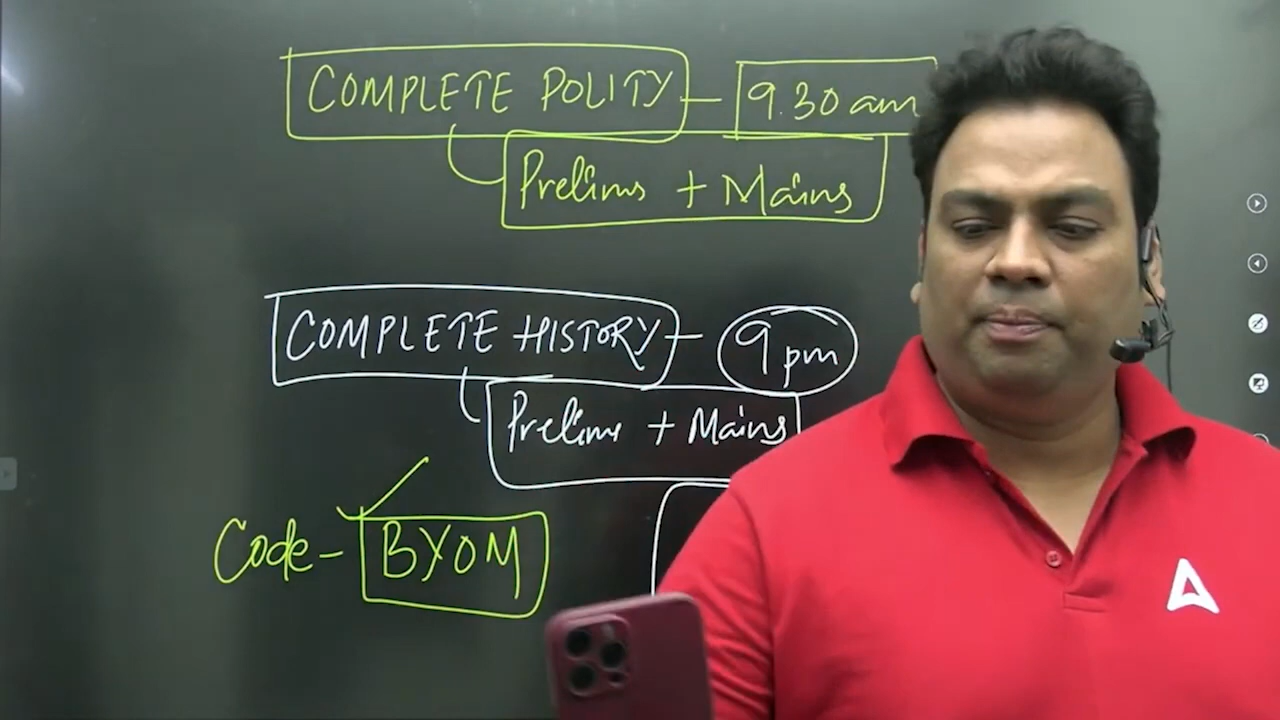 COMPLETE POLITY – 9.30 am
Prelims + Mains
COMPLETE HISTORY – 9 pm
Prelims + Mains
Code – BYOM